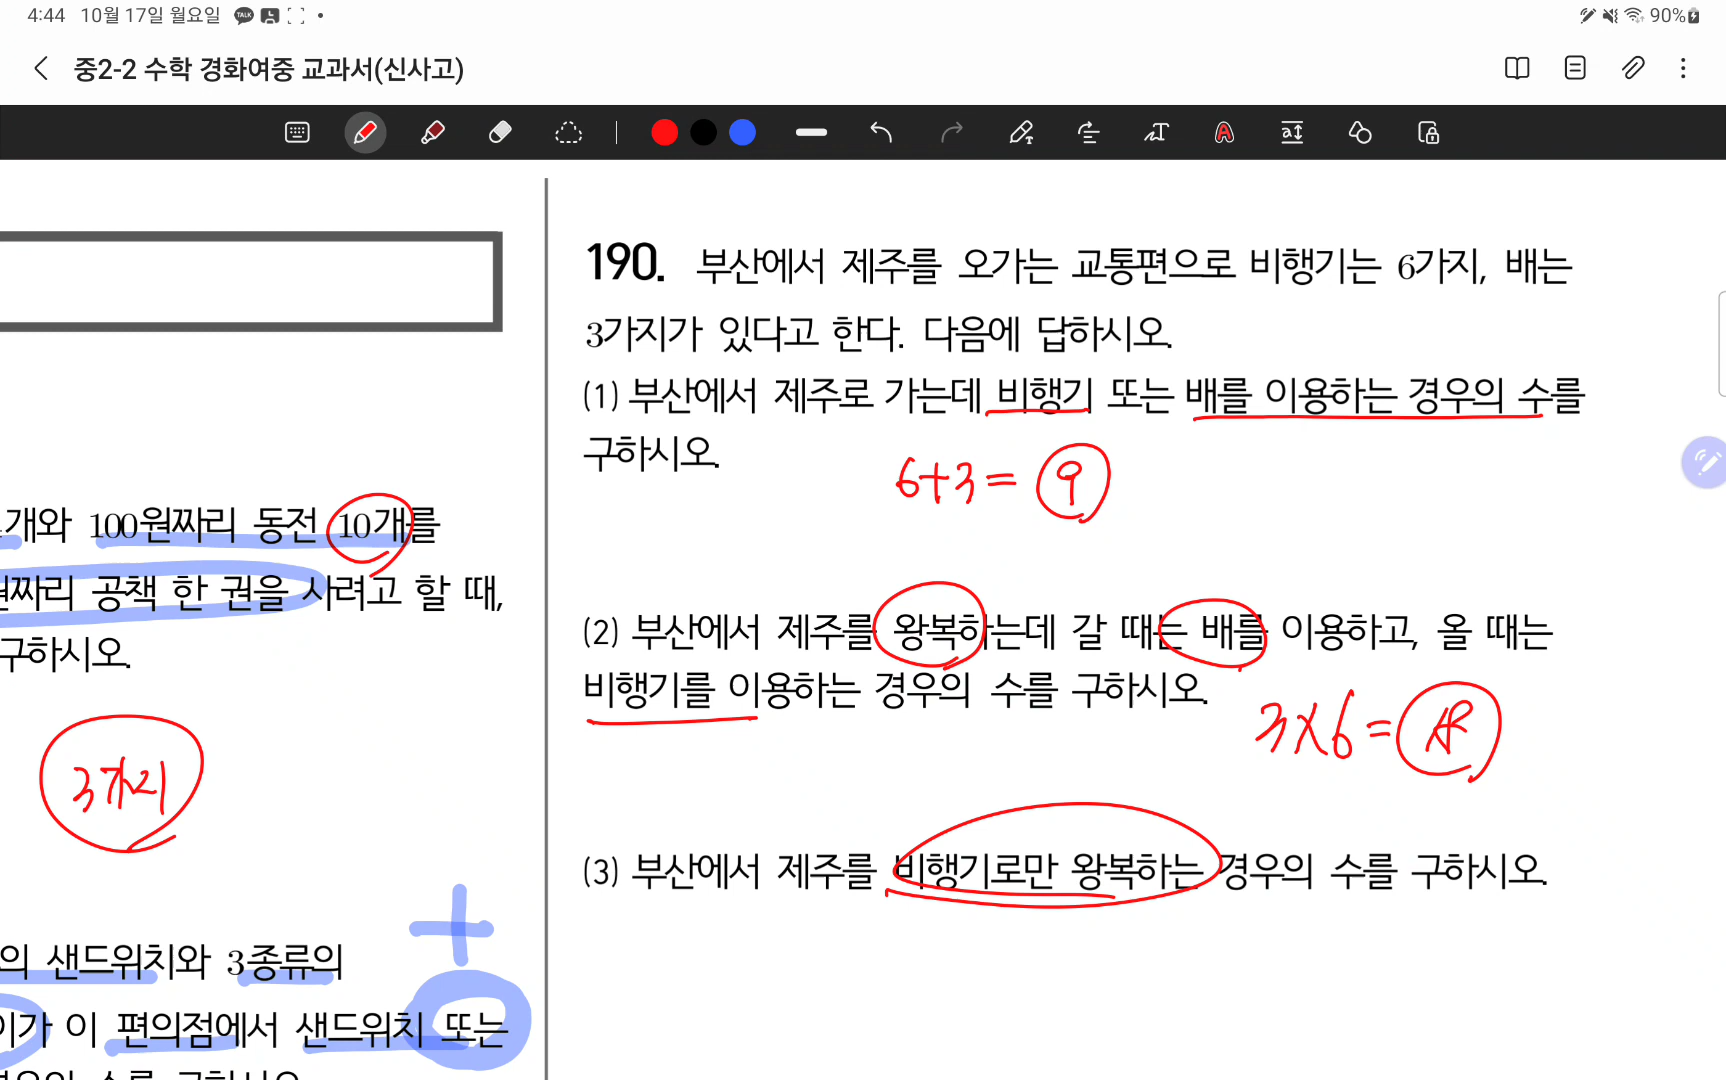 4:44 10월 17일 월요일 TALK 90%
중2-2 수학 경화여중 교과서(신사고)
개와 100원짜리 동전 10개를
짜리 공책 한 권을 사려고 할 때,
구하시오.
3가지
의 샌드위치와 3종류의
+
이가 이 편의점에서 샌드위치 또는
190. 부산에서 제주를 오가는 교통편으로 비행기는 6가지, 배는
3가지가 있다고 한다. 다음에 답하시오.
(1) 부산에서 제주로 가는데 비행기 또는 배를 이용하는 경우의 수를
구하시오.
6+3=9
(2) 부산에서 제주를 왕복하는데 갈 때는 배를 이용하고, 올 때는
비행기를 이용하는 경우의 수를 구하시오.
3×6=18
(3) 부산에서 제주를 비행기로만 왕복하는 경우의 수를 구하시오.